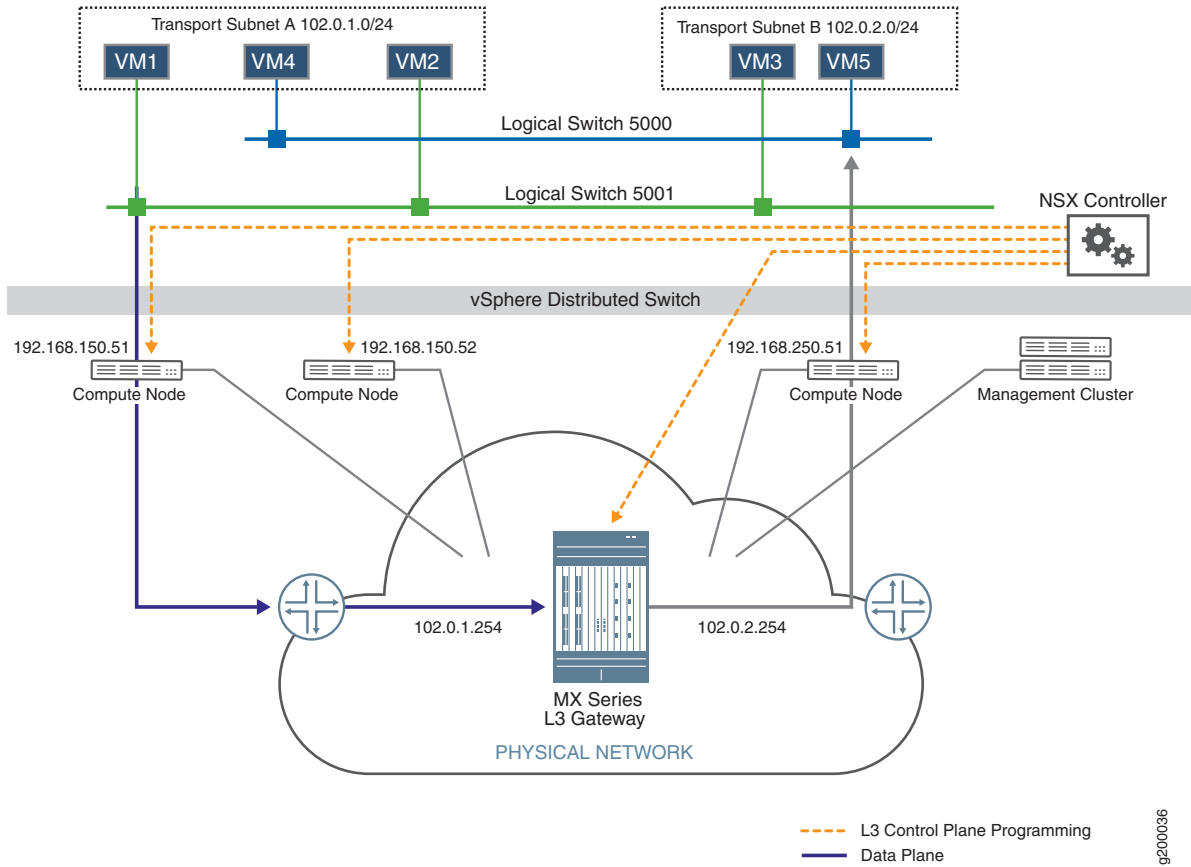 Transport Subnet A 102.0.1.0/24
Transport Subnet B 102.0.2.0/24
VM1
VM4
VM2
VM3
VM5
Logical Switch 5000
Logical Switch 5001
NSX Controller
vSphere Distributed Switch
192.168.150.51
192.168.150.52
192.168.250.51
Compute Node
Compute Node
Compute Node
Management Cluster
102.0.1.254
102.0.2.254
MX Series
L3 Gateway
PHYSICAL NETWORK
L3 Control Plane Programming
Data Plane
g200036